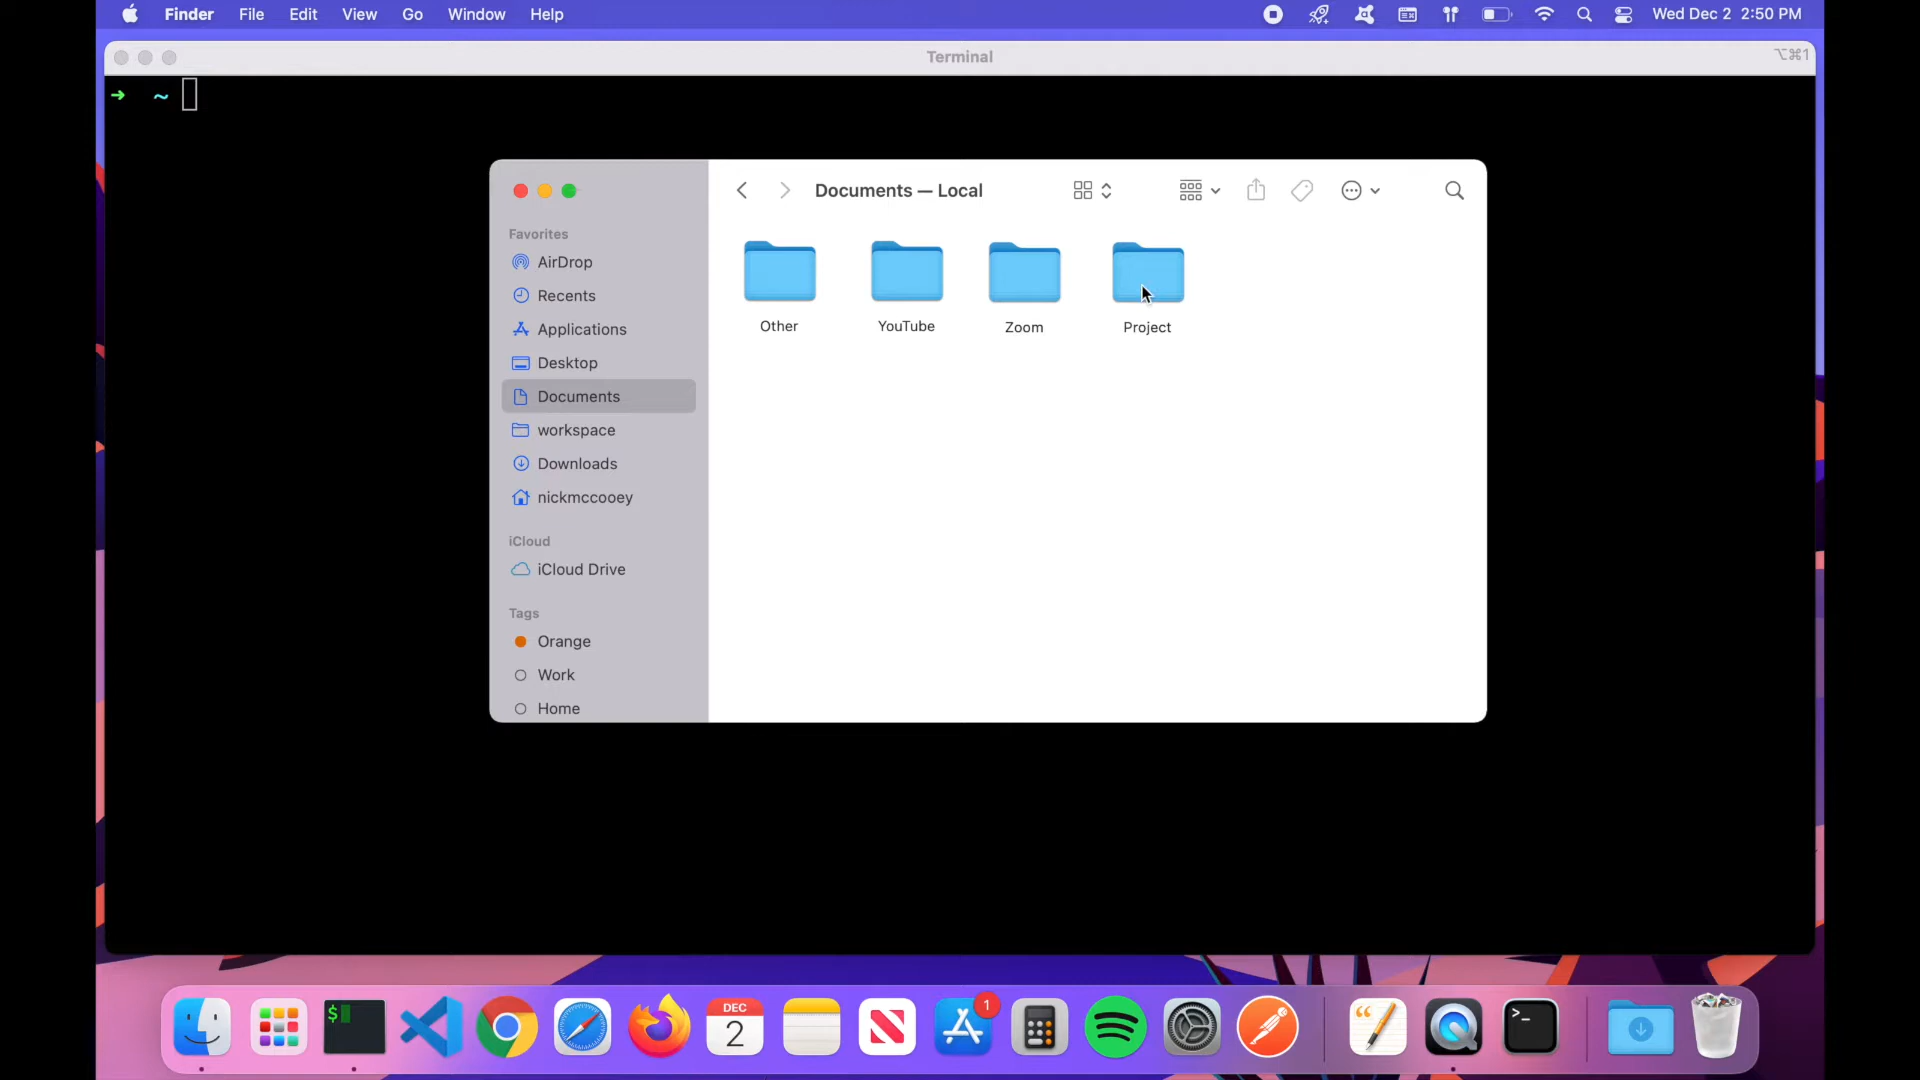 Finder File Edit View Go Window Help Wed Dec 2 2:50 PM
Terminal ⌥⌘1
➜ ~
Documents — Local
Favorites
AirDrop
Recents
Applications
Desktop
Documents
workspace
Downloads
nickmccooey
iCloud
iCloud Drive
Tags
Orange
Work
Home
Other YouTube Zoom Project
$
DEC
2
1
>_